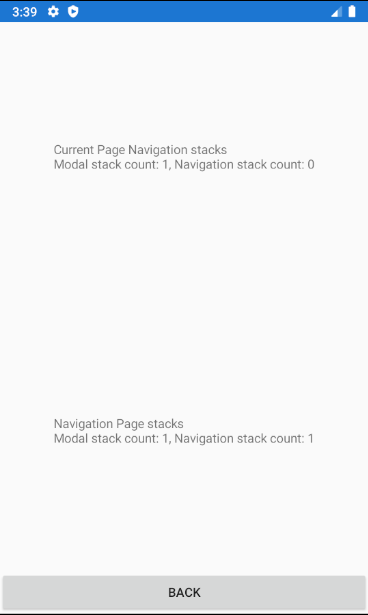 3:39
Current Page Navigation stacks
Modal stack count: 1, Navigation stack count: 0
Navigation Page stacks
Modal stack count: 1, Navigation stack count: 1
BACK